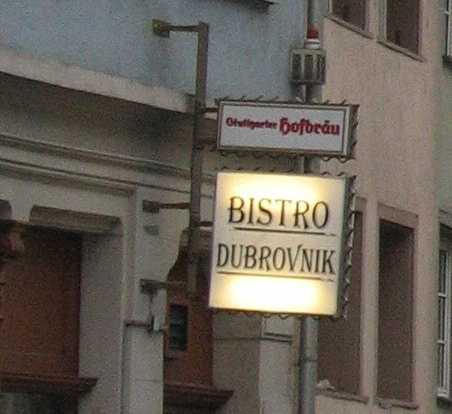 Stuttgarter Hofbräu
BISTRO
DUBROVNIK